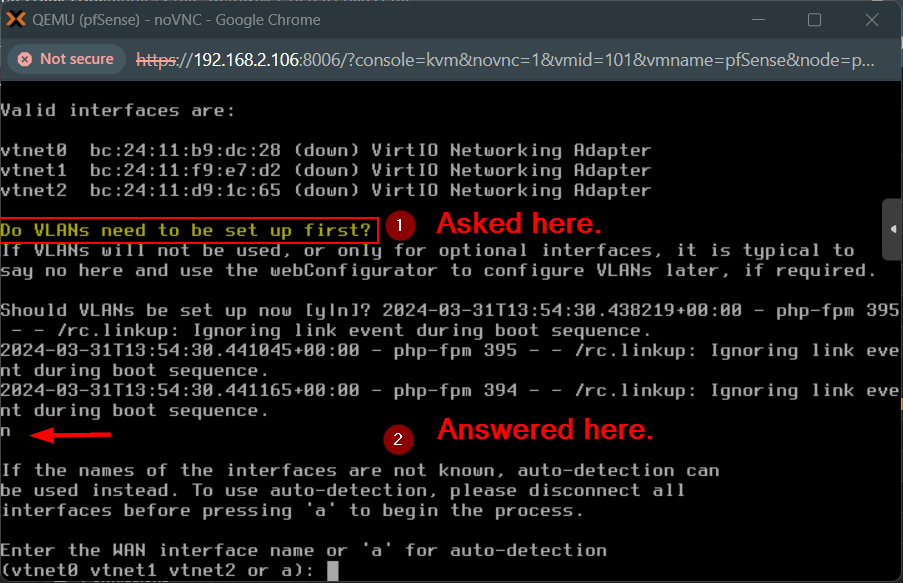 QEMU (pfSense) - noVNC - Google Chrome
Not secure https://192.168.2.106:8006/?console=kvm&novnc=1&vmid=101&vmname=pfSense&node=p...
Valid interfaces are:
vtnet0  bc:24:11:b9:dc:28 (down) VirtIO Networking Adapter
vtnet1  bc:24:11:f9:e7:d2 (down) VirtIO Networking Adapter
vtnet2  bc:24:11:d9:1c:65 (down) VirtIO Networking Adapter
Do VLANs need to be set up first? 1 Asked here.
If VLANs will not be used, or only for optional interfaces, it is typical to
say no here and use the webConfigurator to configure VLANs later, if required.
Should VLANs be set up now [y|n]? 2024-03-31T13:54:30.438219+00:00 - php-fpm 395
- - /rc.linkup: Ignoring link event during boot sequence.
2024-03-31T13:54:30.441045+00:00 - php-fpm 395 - - /rc.linkup: Ignoring link eve
nt during boot sequence.
2024-03-31T13:54:30.441165+00:00 - php-fpm 394 - - /rc.linkup: Ignoring link eve
nt during boot sequence.
n
2 Answered here.
If the names of the interfaces are not known, auto-detection can
be used instead. To use auto-detection, please disconnect all
interfaces before pressing 'a' to begin the process.
Enter the WAN interface name or 'a' for auto-detection
(vtnet0 vtnet1 vtnet2 or a):